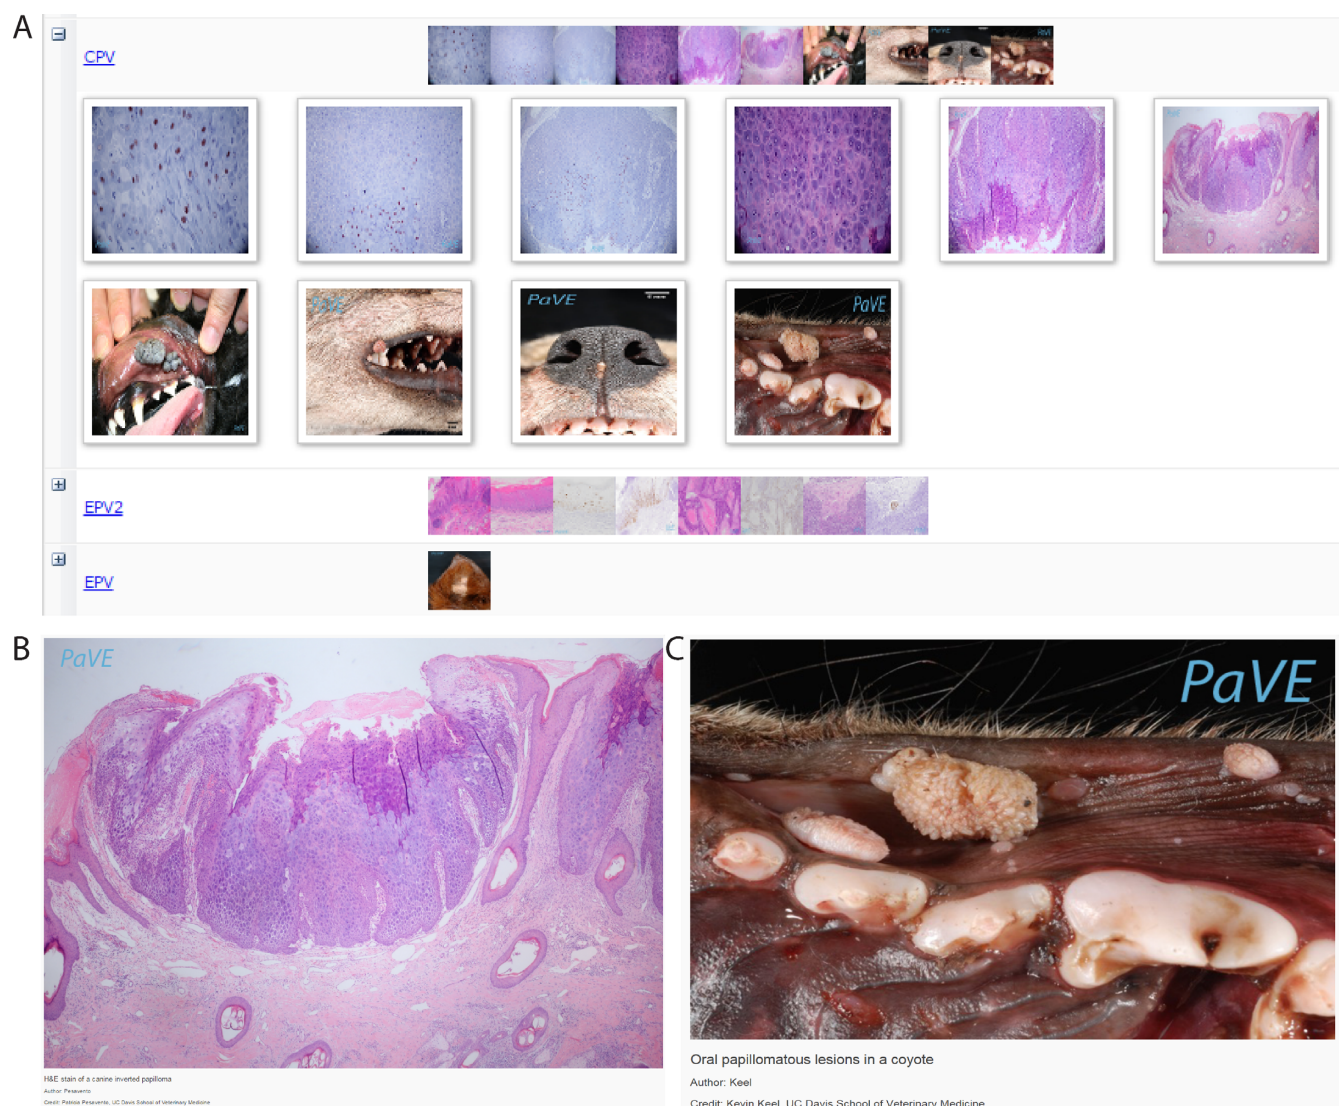 A
CPV
PaVE
PaVE
PaVE
EPV2
EPV
B
PaVE
H&E stain of a canine inverted papilloma
Author: Pesavento
Credit: Patricia Pesavento, UC Davis School of Veterinary Medicine
C
PaVE
Oral papillomatous lesions in a coyote
Author: Keel
Credit: Kevin Keel, UC Davis School of Veterinary Medicine